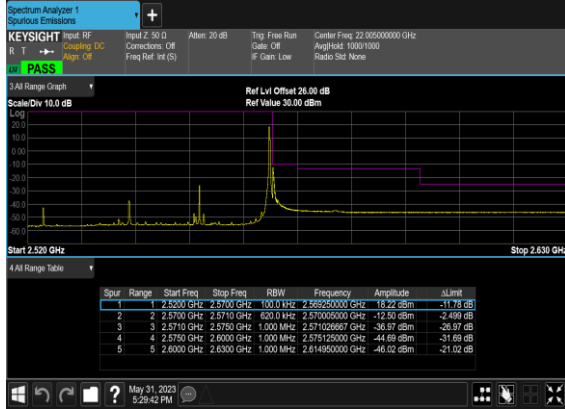 Spectrum Analyzer 1
Spurious Emissions
KEYSIGHT Input: RF Input Z: 50 Ω Atten: 20 dB Trig: Free Run Center Freq: 22.005000000 GHz
R T Coupling: DC Corrections: Off Gate: Off Avg|Hold: 1000/1000
Align: Off Freq Ref: Int (S) IF Gain: Low Radio Std: None
PASS
3 All Range Graph
Ref Lvl Offset 26.00 dB
Scale/Div 10.0 dB Ref Value 30.00 dBm
Log
20.0
10.0
0.00
-10.0
-20.0
-30.0
-40.0
-50.0
-60.0
Start 2.520 GHz Stop 2.630 GHz
4 All Range Table
Spur Range Start Freq Stop Freq RBW Frequency Amplitude ΔLimit
1 1 2.5200 GHz 2.5700 GHz 100.0 kHz 2.569250000 GHz 18.22 dBm -11.78 dB
2 2 2.5700 GHz 2.5710 GHz 620.0 kHz 2.570005000 GHz -12.50 dBm -2.499 dB
3 3 2.5710 GHz 2.5750 GHz 1.000 MHz 2.571026667 GHz -36.97 dBm -26.97 dB
4 4 2.5750 GHz 2.6000 GHz 1.000 MHz 2.575125000 GHz -44.69 dBm -31.69 dB
5 5 2.6000 GHz 2.6300 GHz 1.000 MHz 2.614950000 GHz -46.02 dBm -21.02 dB
? May 31, 2023
5:29:42 PM